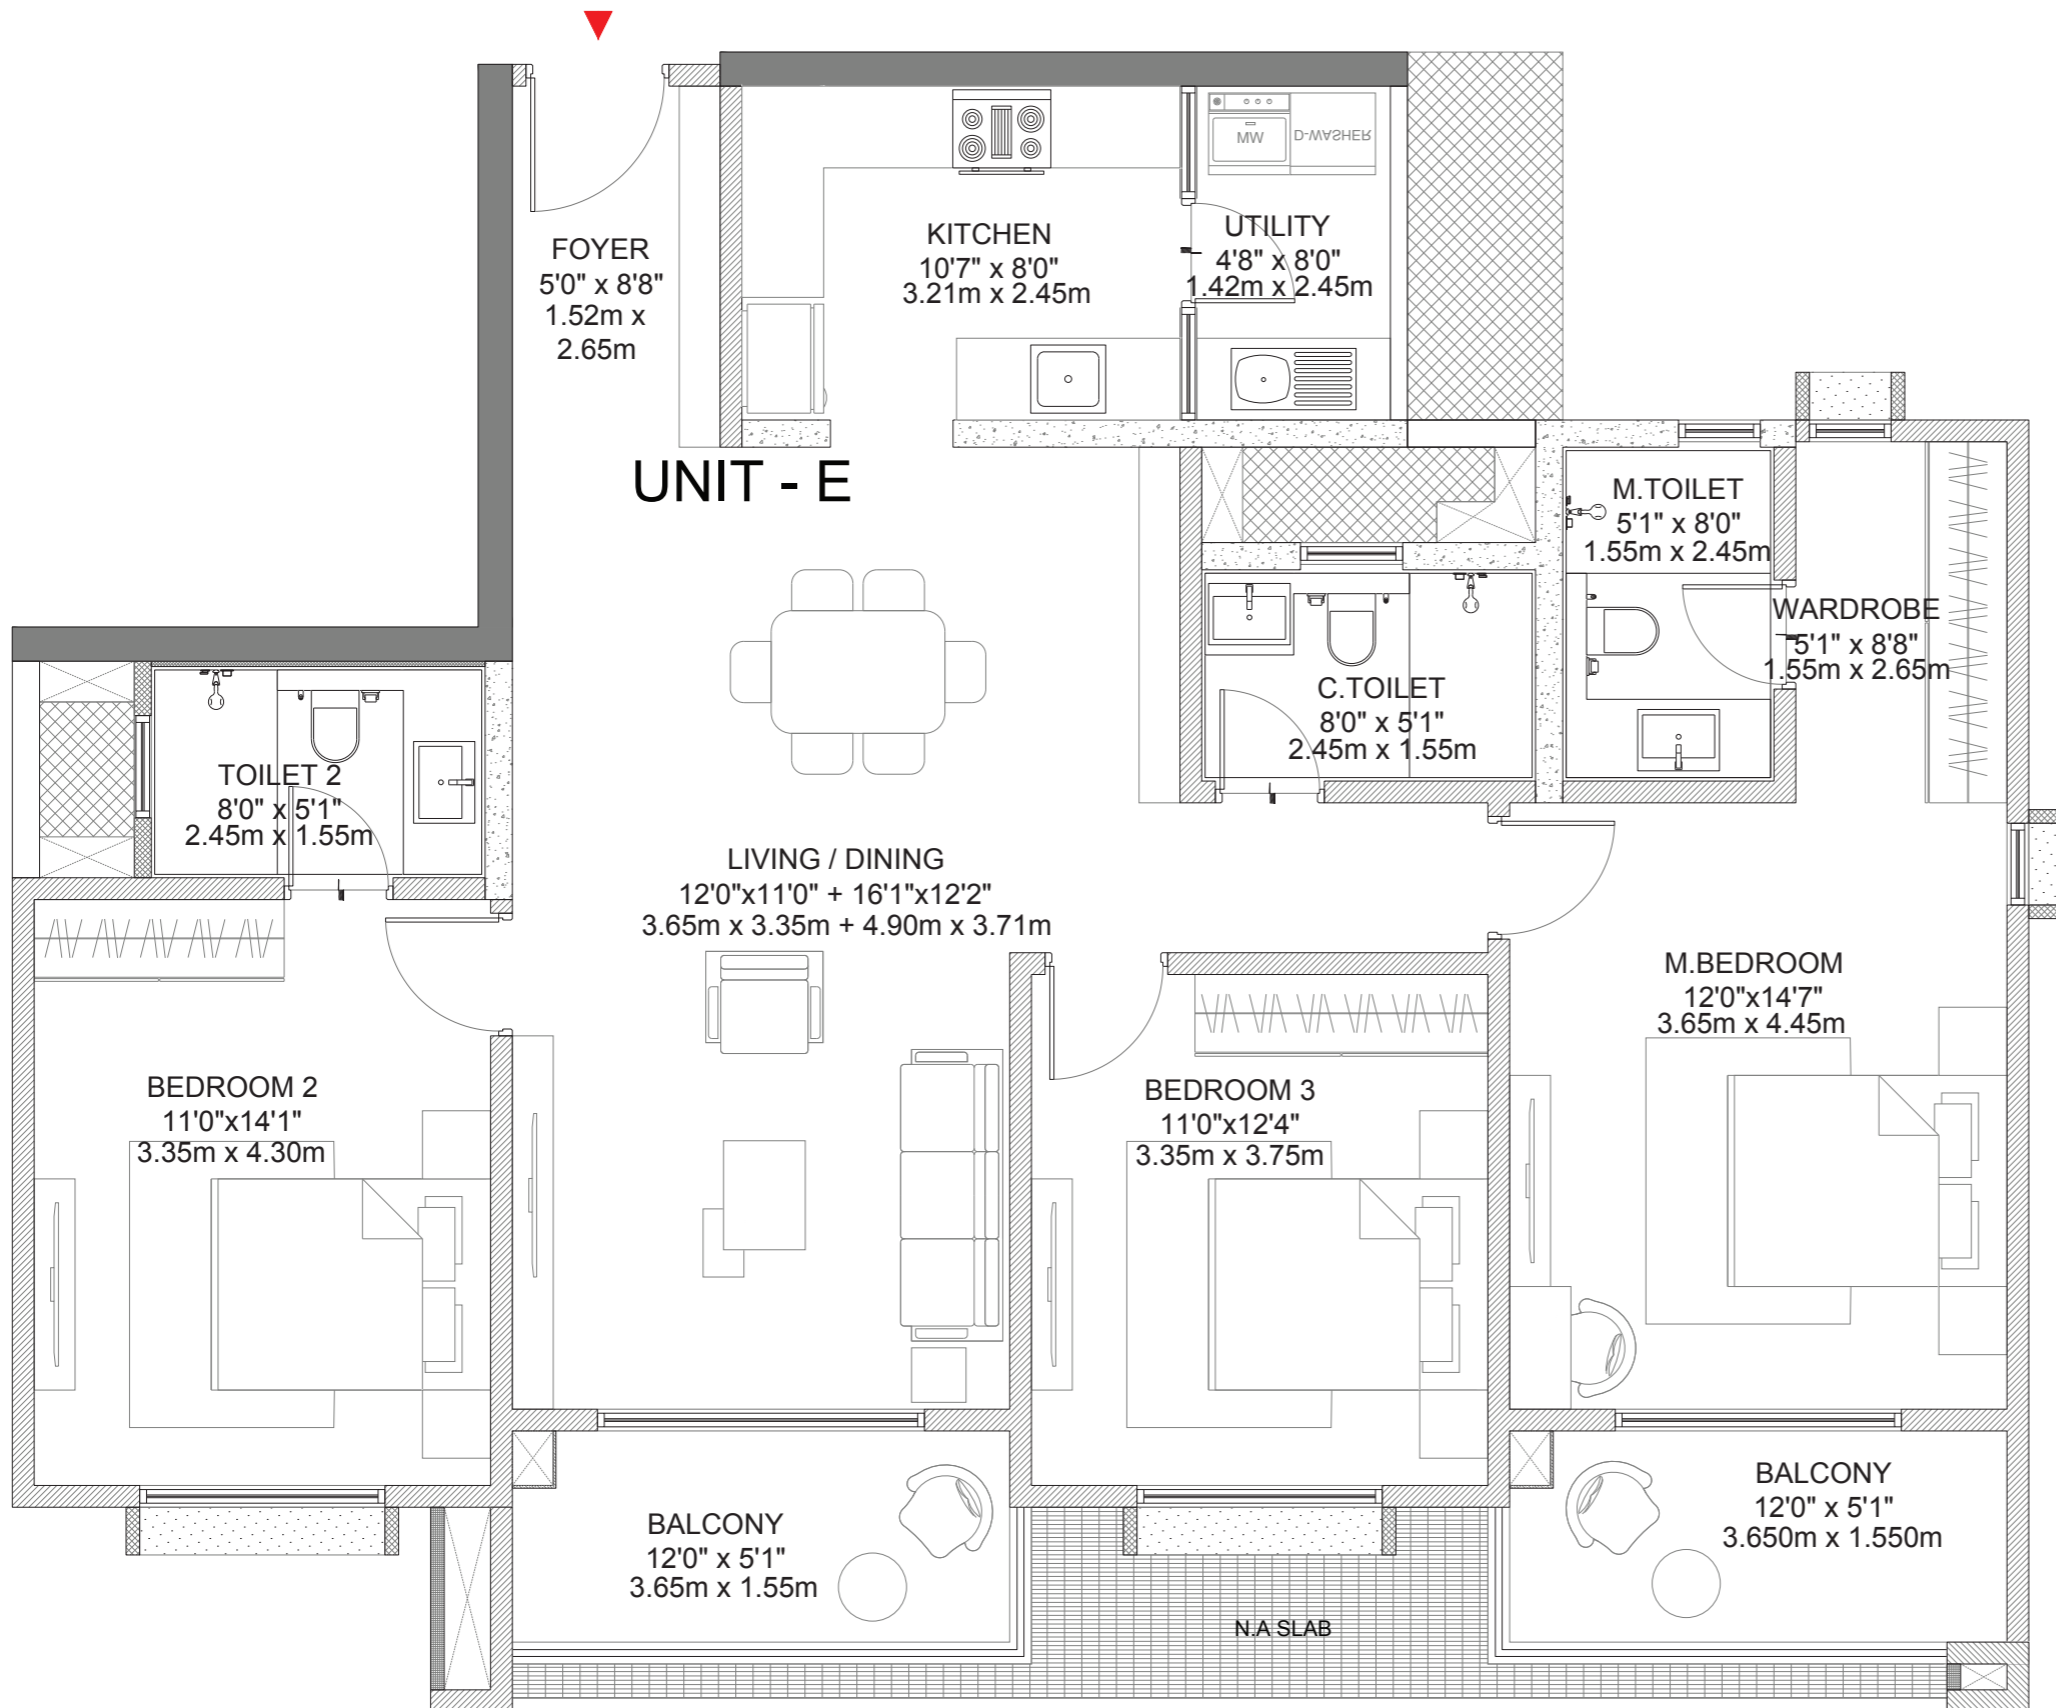 FOYER
5'0" x 8'8"
1.52m x
2.65m
KITCHEN
10'7" x 8'0"
3.21m x 2.45m
MW
D-WASHER
UTILITY
4'8" x 8'0"
1.42m x 2.45m
UNIT - E
M.TOILET
5'1" x 8'0"
1.55m x 2.45m
WARDROBE
5'1" x 8'8"
1.55m x 2.65m
C.TOILET
8'0" x 5'1"
2.45m x 1.55m
TOILET 2
8'0" x 5'1"
2.45m x 1.55m
LIVING / DINING
12'0"x11'0" + 16'1"x12'2"
3.65m x 3.35m + 4.90m x 3.71m
M.BEDROOM
12'0"x14'7"
3.65m x 4.45m
BEDROOM 2
11'0"x14'1"
3.35m x 4.30m
BEDROOM 3
11'0"x12'4"
3.35m x 3.75m
BALCONY
12'0" x 5'1"
3.65m x 1.55m
BALCONY
12'0" x 5'1"
3.650m x 1.550m
N.A SLAB